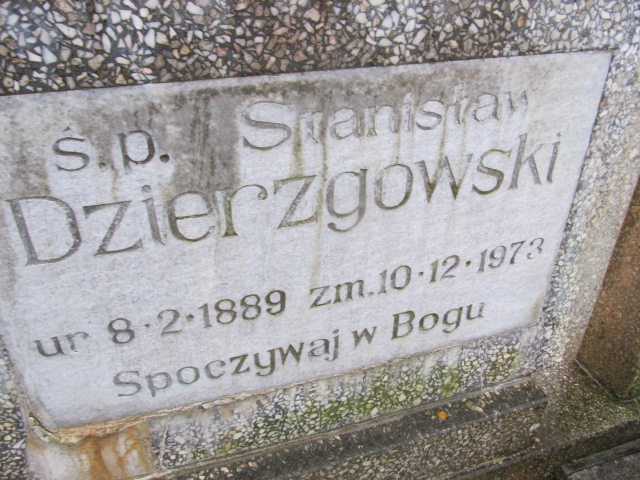 ś.p. Stanisław
Dzierzgowski
ur 8·2·1889 zm.10·12·1973
Spoczywaj w Bogu